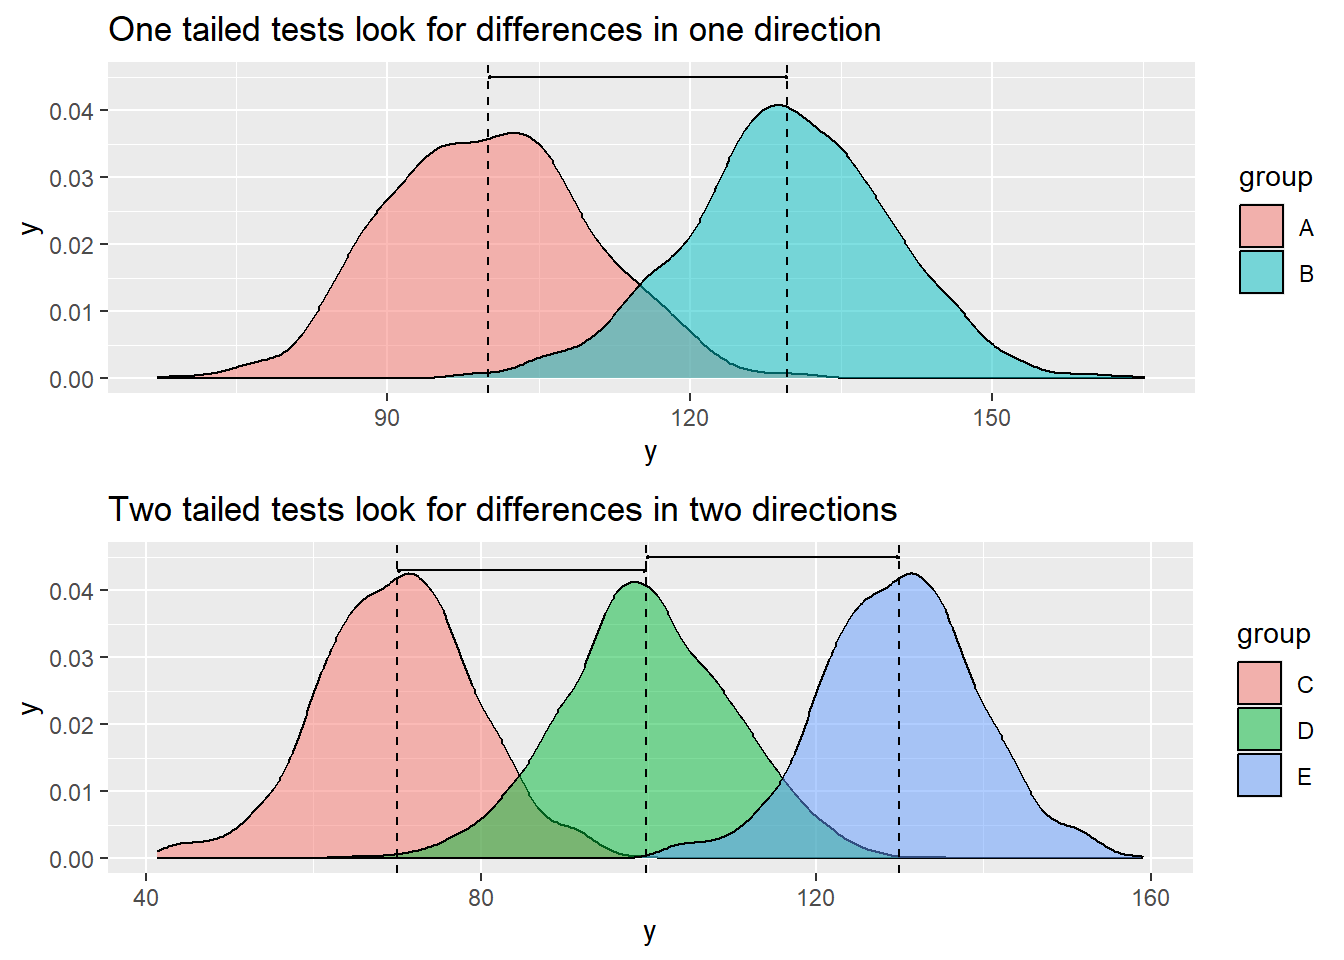 One tailed tests look for differences in one direction
0.04
0.03
0.02
0.01
0.00
y
90 120 150
y
group
A
B
Two tailed tests look for differences in two directions
0.04
0.03
0.02
0.01
0.00
y
40 80 120 160
y
group
C
D
E